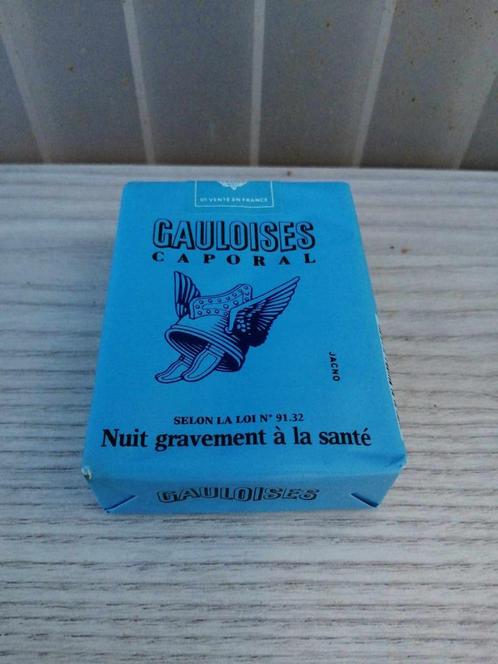 VENTE EN FRANCE
GAULOISES
CAPORAL
JACNO
SELON LA LOI N° 91.32
Nuit gravement à la santé
GAULOISES